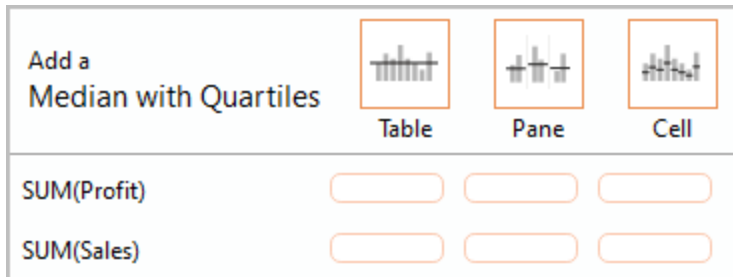 Add a
Median with Quartiles
Table Pane Cell
SUM(Profit)
SUM(Sales)